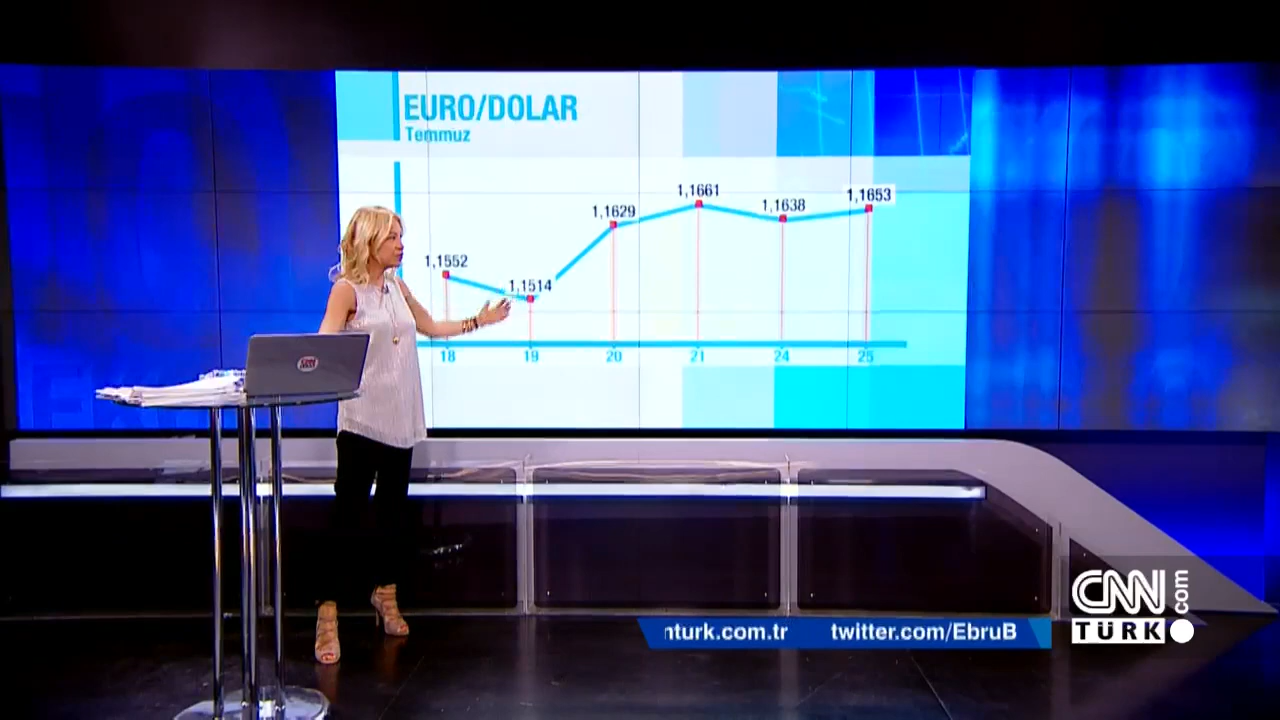 EURO/DOLAR
Temmuz
1,1552
1,1514
1,1629
1,1661
1,1638
1,1653
18
19
20
21
24
25
nturk.com.tr
twitter.com/EbruB
CNN
TÜRK
.com